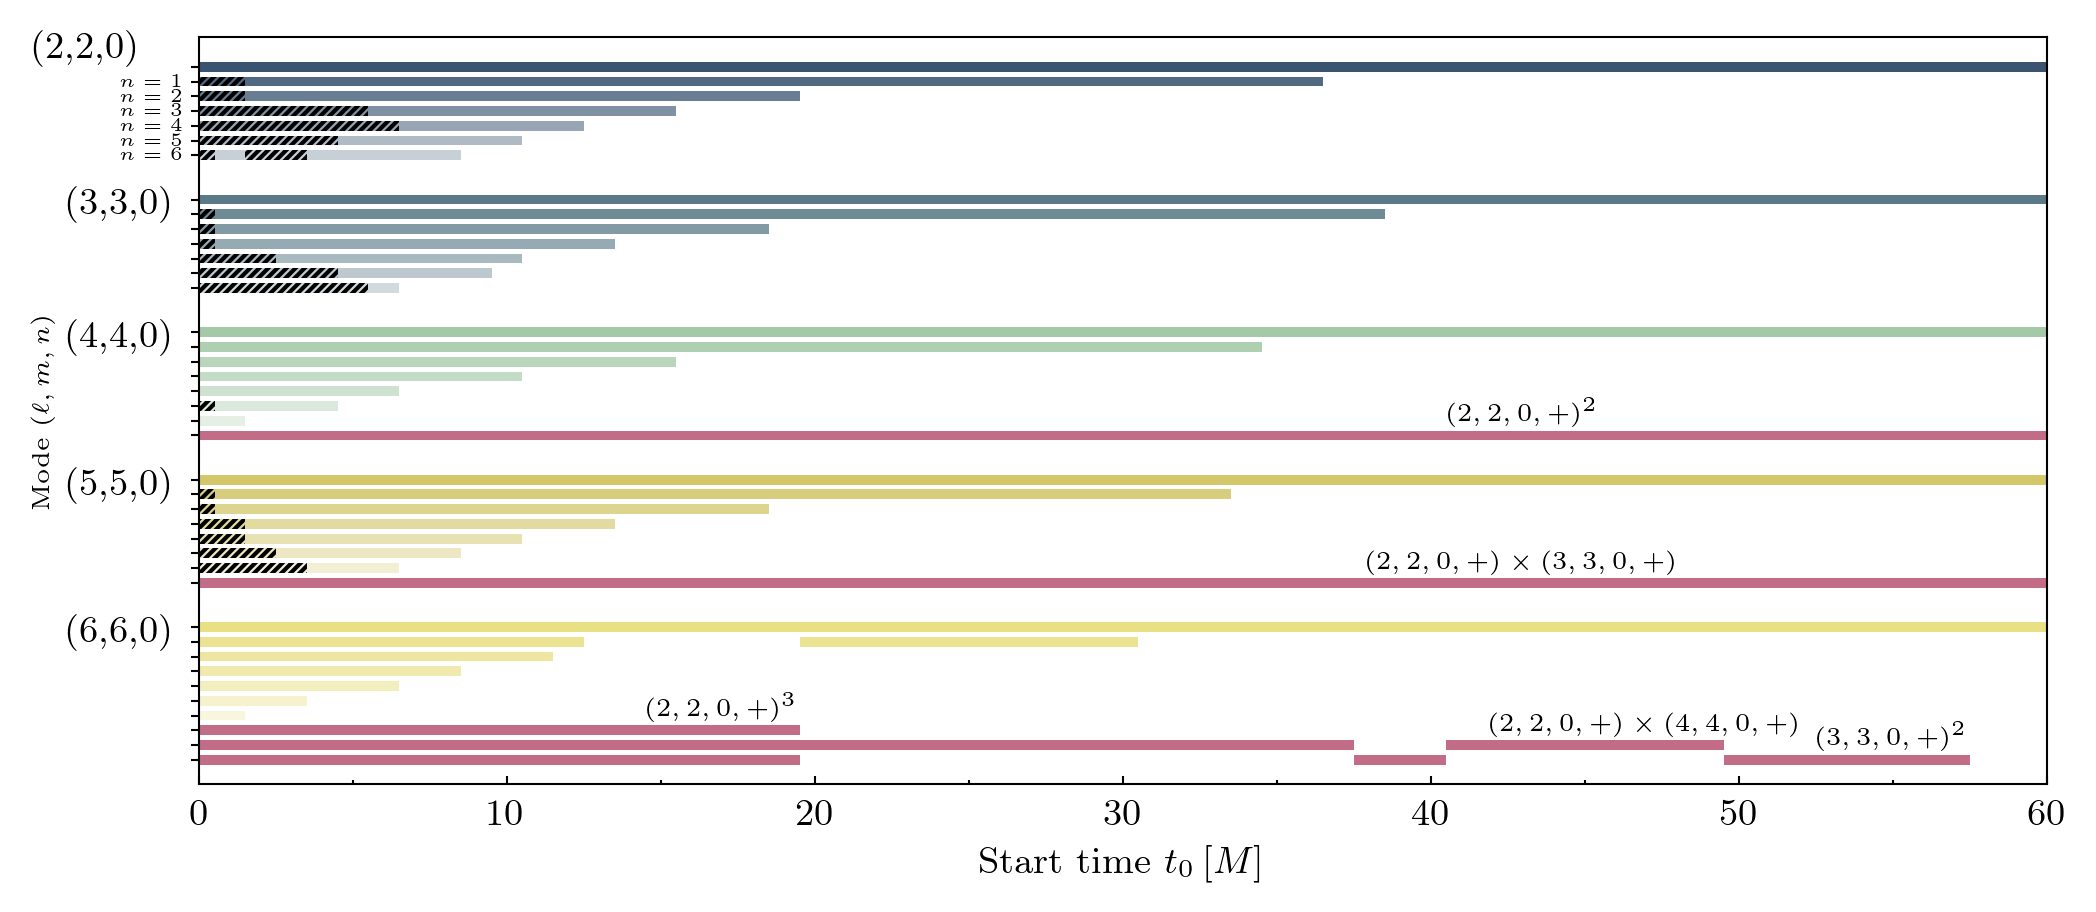 (2,2,0)
n = 1
n = 2
n = 3
n = 4
n = 5
n = 6
(3,3,0)
(4,4,0)
(2, 2, 0, +)²
Mode (ℓ, m, n)
(5,5,0)
(2, 2, 0, +) × (3, 3, 0, +)
(6,6,0)
(2, 2, 0, +)³
(2, 2, 0, +) × (4, 4, 0, +)
(3, 3, 0, +)²
0 10 20 30 40 50 60
Start time t₀ [M]